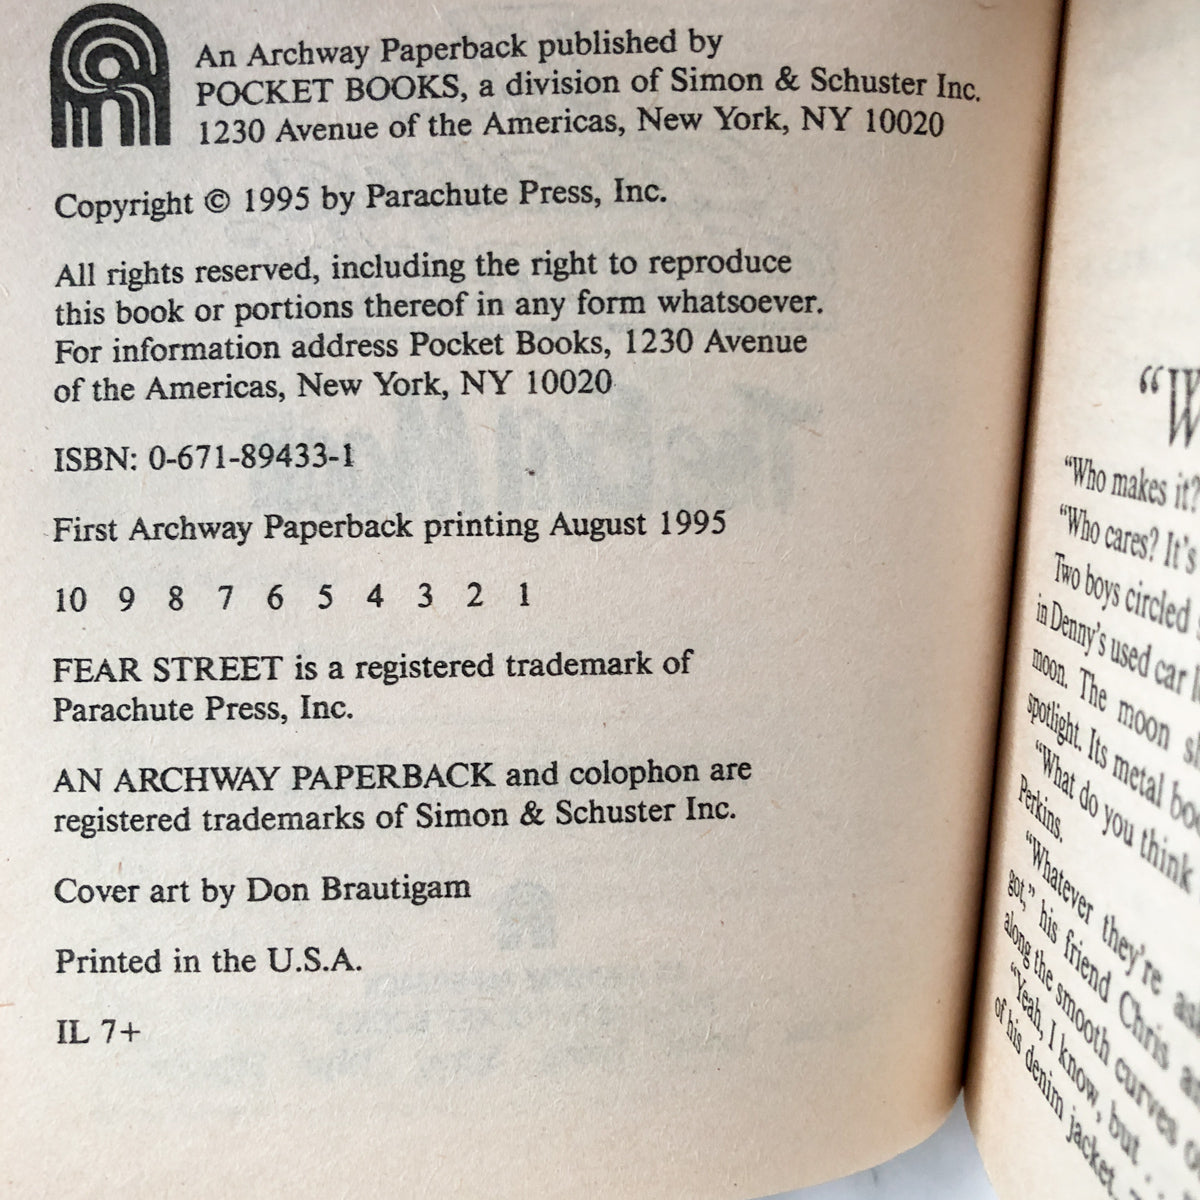 An Archway Paperback published by
POCKET BOOKS, a division of Simon & Schuster Inc.
1230 Avenue of the Americas, New York, NY 10020
Copyright © 1995 by Parachute Press, Inc.
All rights reserved, including the right to reproduce
this book or portions thereof in any form whatsoever.
For information address Pocket Books, 1230 Avenue
of the Americas, New York, NY 10020
ISBN: 0-671-89433-1
First Archway Paperback printing August 1995
10 9 8 7 6 5 4 3 2 1
FEAR STREET is a registered trademark of
Parachute Press, Inc.
AN ARCHWAY PAPERBACK and colophon are
registered trademarks of Simon & Schuster Inc.
Cover art by Don Brautigam
Printed in the U.S.A.
IL 7+
“W
“Who makes it?
“Who cares? It’s
Two boys circled
in Denny’s used car
moon. The moon
spotlight. Its metal
“What do you think
Perkins.
“Whatever they’re
got,” his friend Chris
along the smooth curves
“Yeah, I know, but
of his denim jacket.